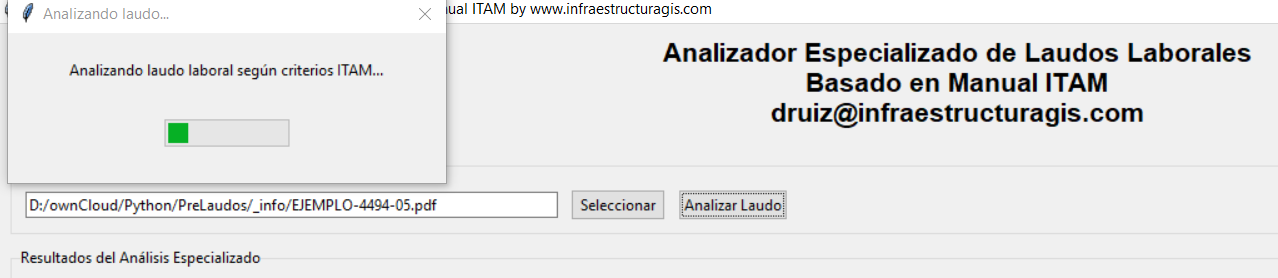 Analizando laudo...
ual ITAM by www.infraestructuragis.com
Analizando laudo laboral según criterios ITAM...
Analizador Especializado de Laudos Laborales
Basado en Manual ITAM
druiz@infraestructuragis.com
D:/ownCloud/Python/PreLaudos/_info/EJEMPLO-4494-05.pdf
Seleccionar
Analizar Laudo
Resultados del Análisis Especializado